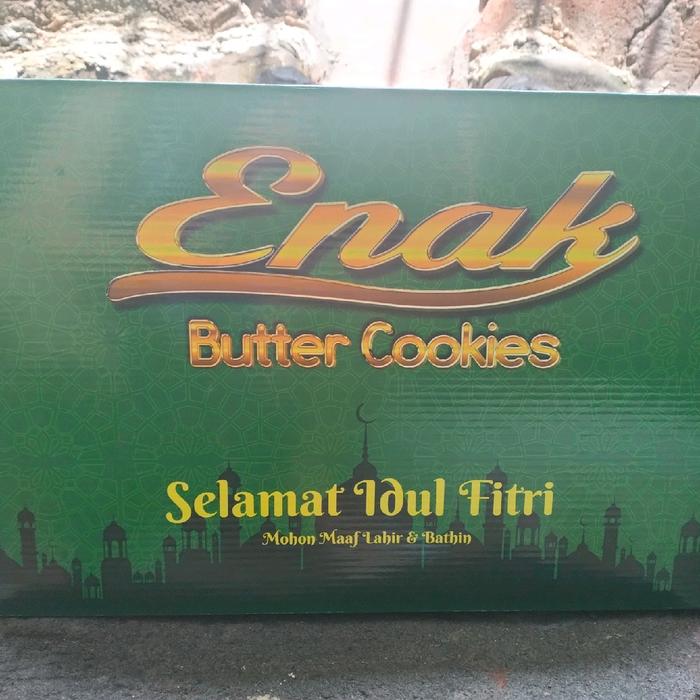 Enak
Butter Cookies
Selamat Idul Fitri
Mohon Maaf Lahir & Bathin